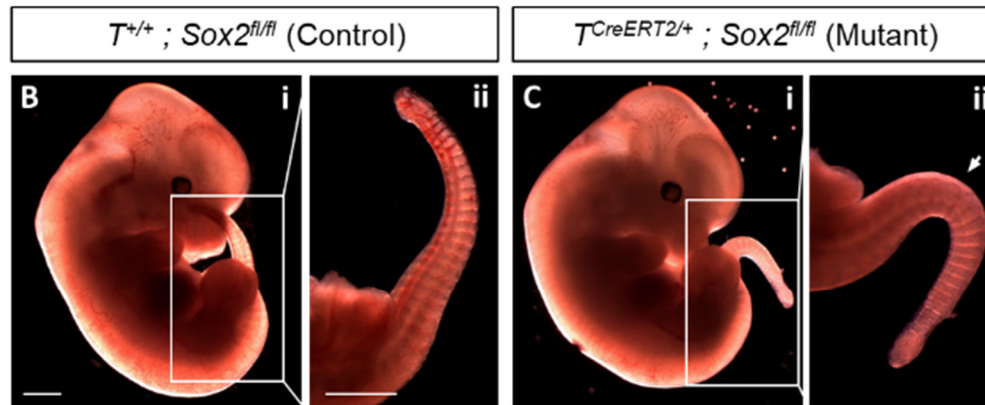 T+/+ ; Sox2fl/fl (Control)
TCreERT2/+ ; Sox2fl/fl (Mutant)
B i ii
C i ii